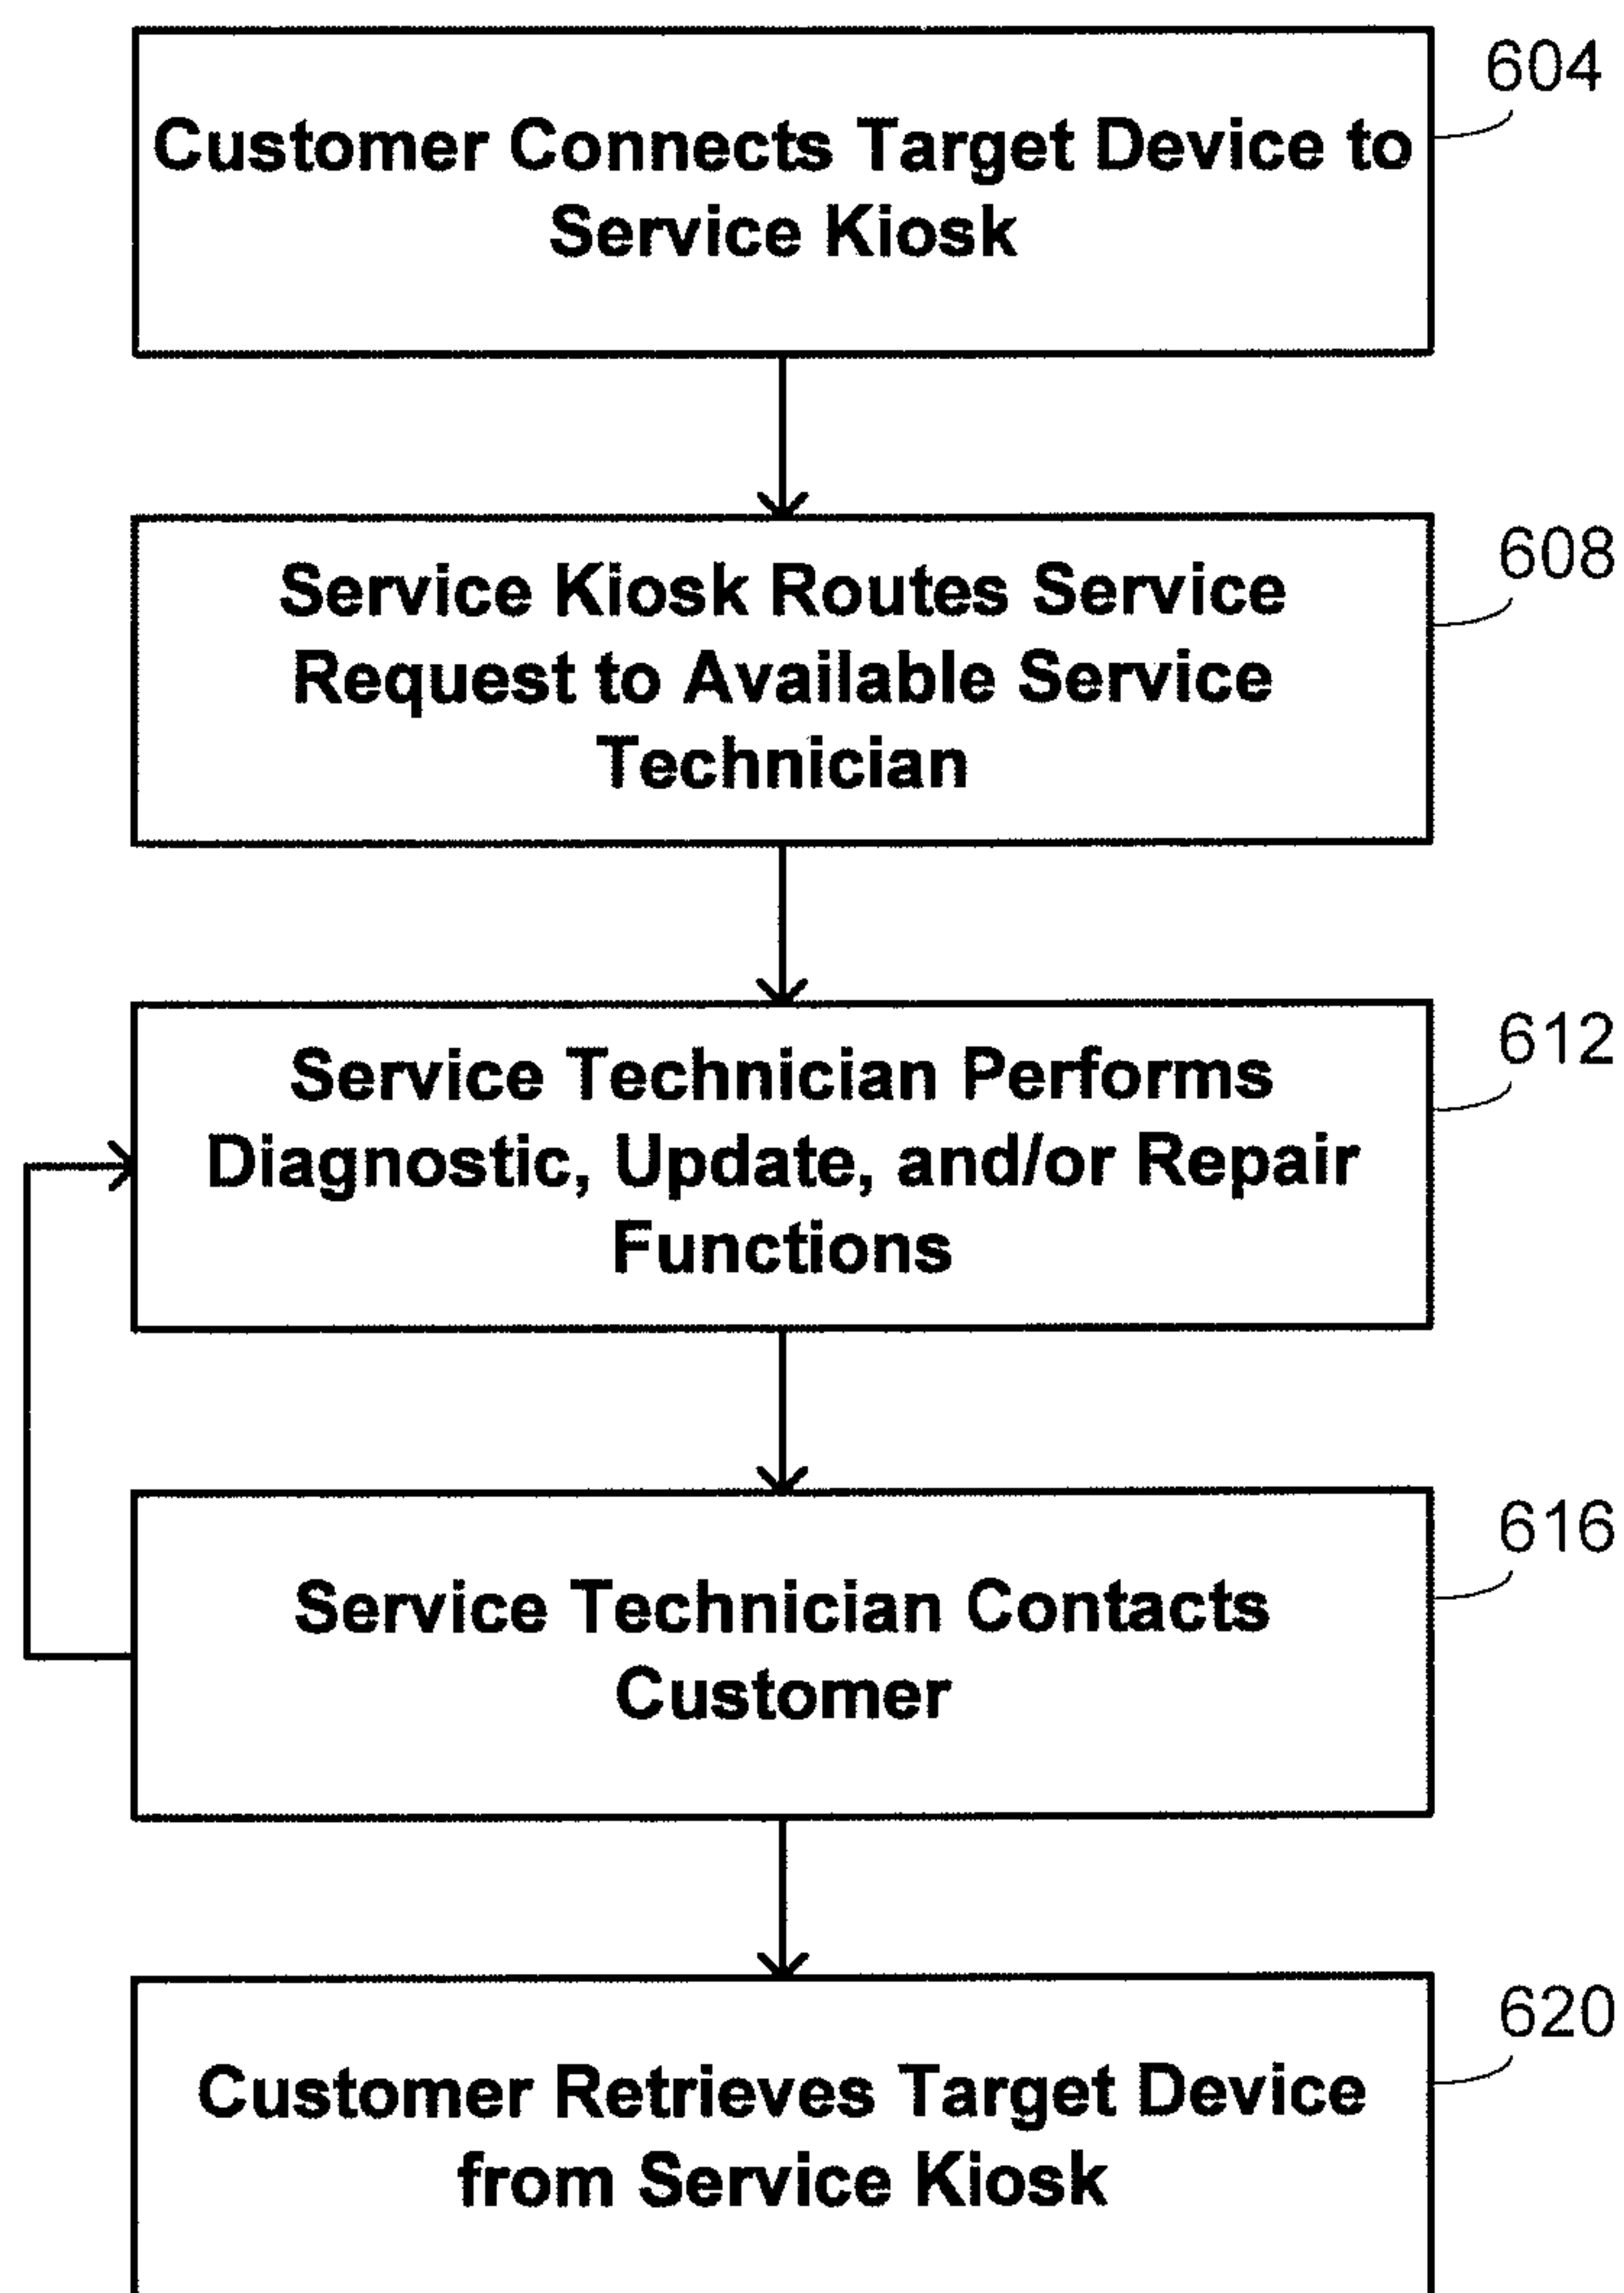 604
Customer Connects Target Device to
Service Kiosk
608
Service Kiosk Routes Service
Request to Available Service
Technician
612
Service Technician Performs
Diagnostic, Update, and/or Repair
Functions
616
Service Technician Contacts
Customer
620
Customer Retrieves Target Device
from Service Kiosk